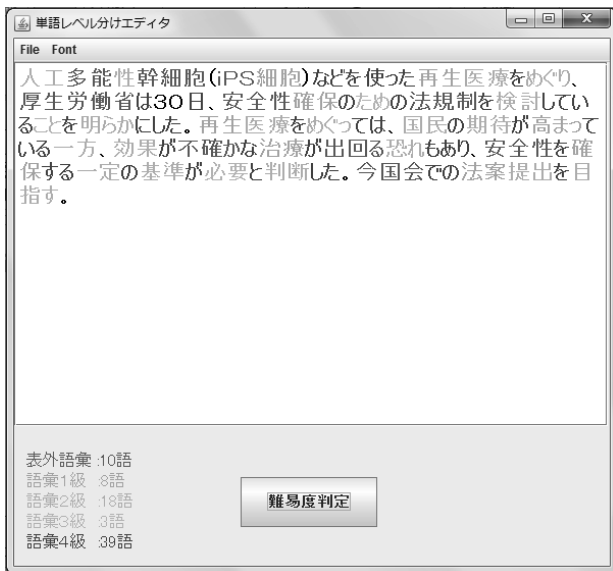 単語レベル分けエディタ
File Font
人工多能性幹細胞(iPS細胞)などを使った再生医療をめぐり、
厚生労働省は30日、安全性確保のための法規制を検討してい
ることを明らかにした。再生医療をめぐっては、国民の期待が高まって
いる一方、効果が不確かな治療が出回る恐れもあり、安全性を確
保する一定の基準が必要と判断した。今国会での法案提出を目
指す。
表外語彙 :10語
語彙1級 :8語
語彙2級 :18語
語彙3級 :3語
語彙4級 :39語
難易度判定